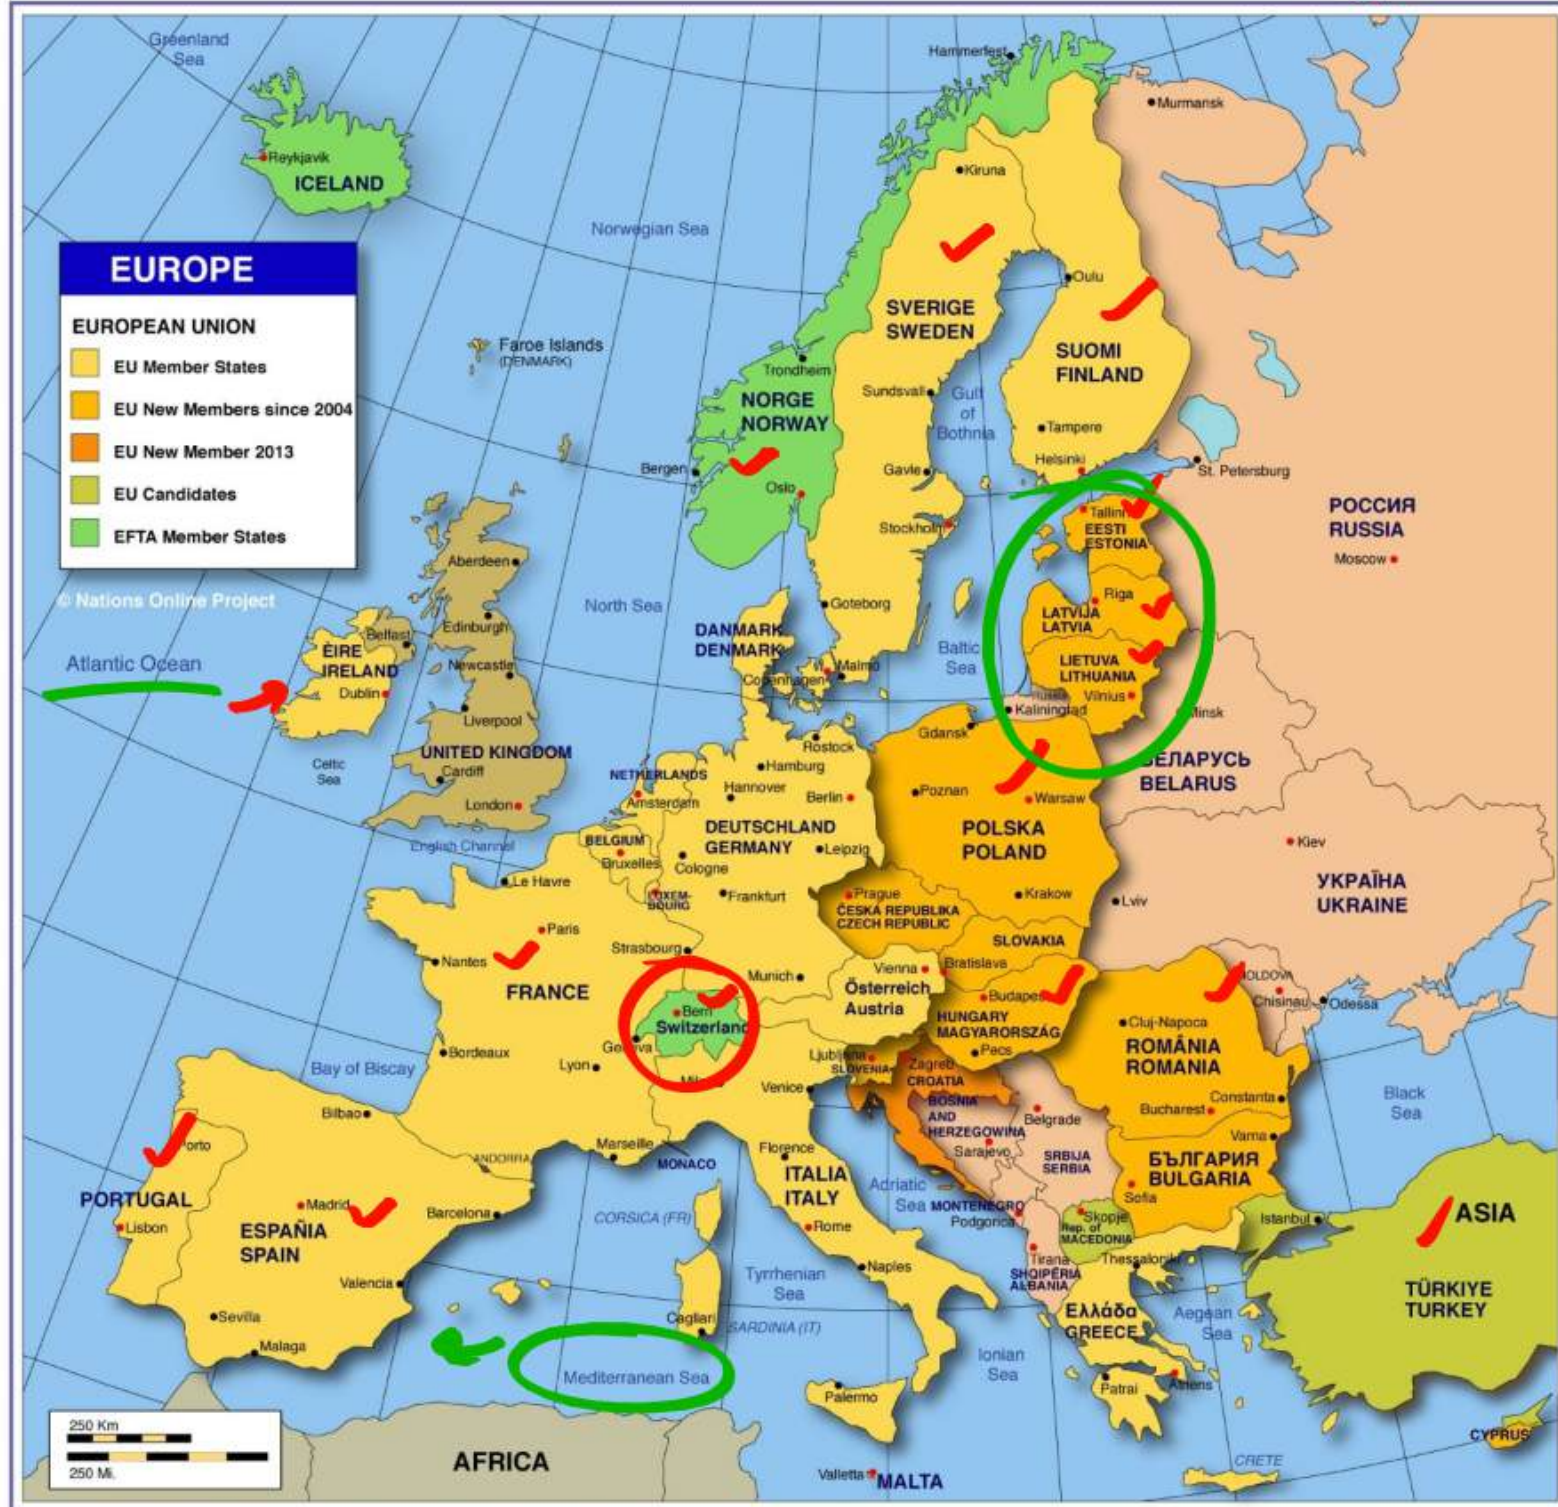 Greenland
Sea
Hammerfest
Murmansk
Reykjavik
ICELAND
Kiruna
Norwegian Sea
EUROPE
EUROPEAN UNION
EU Member States
EU New Members since 2004
EU New Member 2013
EU Candidates
EFTA Member States
© Nations Online Project
Oulu
SVERIGE
SWEDEN
SUOMI
FINLAND
Faroe Islands
(DENMARK)
Trondheim
Sundsvall
Gulf
of
Bothnia
NORGE
NORWAY
Tampere
Helsinki
St. Petersburg
Bergen
Gavle
Oslo
Stockholm
Tallinn
EESTI
ESTONIA
РОССИЯ
RUSSIA
Moscow
Aberdeen
North Sea
Goteborg
Riga
LATVIJA
LATVIA
Edinburgh
Belfast
ÉIRE
IRELAND
Dublin
Atlantic Ocean
Newcastle
DANMARK
DENMARK
Copenhagen
Malmo
Baltic
Sea
LIETUVA
LITHUANIA
Vilnius
Russia
Kaliningrad
Minsk
Liverpool
UNITED KINGDOM
Celtic
Sea
Cardiff
London
English Channel
Rostock
Gdansk
БЕЛАРУСЬ
BELARUS
NETHERLANDS
Amsterdam
Hamburg
Hannover
Berlin
Poznan
Warsaw
DEUTSCHLAND
GERMANY
Leipzig
POLSKA
POLAND
BELGIUM
Bruxelles
Cologne
Kiev
УКРАЇНА
UKRAINE
Le Havre
LUXEM-
BOURG
Frankfurt
Prague
ČESKA REPUBLIKA
CZECH REPUBLIC
Krakow
Lviv
Paris
Strasbourg
SLOVAKIA
Nantes
Munich
Vienna
Bratislava
Österreich
Austria
Budapest
HUNGARY
MAGYARORSZÁG
Pecs
MOLDOVA
Chisinau
Odessa
FRANCE
Bern
Switzerland
Geneva
Cluj-Napoca
ROMÂNIA
ROMANIA
Bordeaux
Lyon
Bay of Biscay
Milan
Venice
Ljubljana
SLOVENIA
Zagreb
CROATIA
BOSNIA
AND
HERZEGOWINA
Sarajevo
Belgrade
SRBIJA
SERBIA
Bucharest
Constanta
Black
Sea
Bilbao
Porto
Marseille
MONACO
ANDORRA
Florence
ITALIA
ITALY
Varna
БЪЛГАРИЯ
BULGARIA
Sofia
PORTUGAL
Lisbon
Madrid
ESPAÑIA
SPAIN
Barcelona
CORSICA (FR)
Rome
Adriatic
Sea
MONTENEGRO
Podgorica
Skopje
Rep. of
MACEDONIA
Istanbul
ASIA
Valencia
Tyrrhenian
Sea
Naples
Tirana
SHQIPËRIA
ALBANIA
Thessaloniki
TÜRKIYE
TURKEY
Sevilla
Malaga
Cagliari
SARDINIA (IT)
Ελλάδα
GREECE
Aegean
Sea
Mediterranean Sea
Palermo
Ionian
Sea
Patrai
Athens
250 Km
250 Mi.
AFRICA
Valletta
MALTA
CRETE
CYPRUS